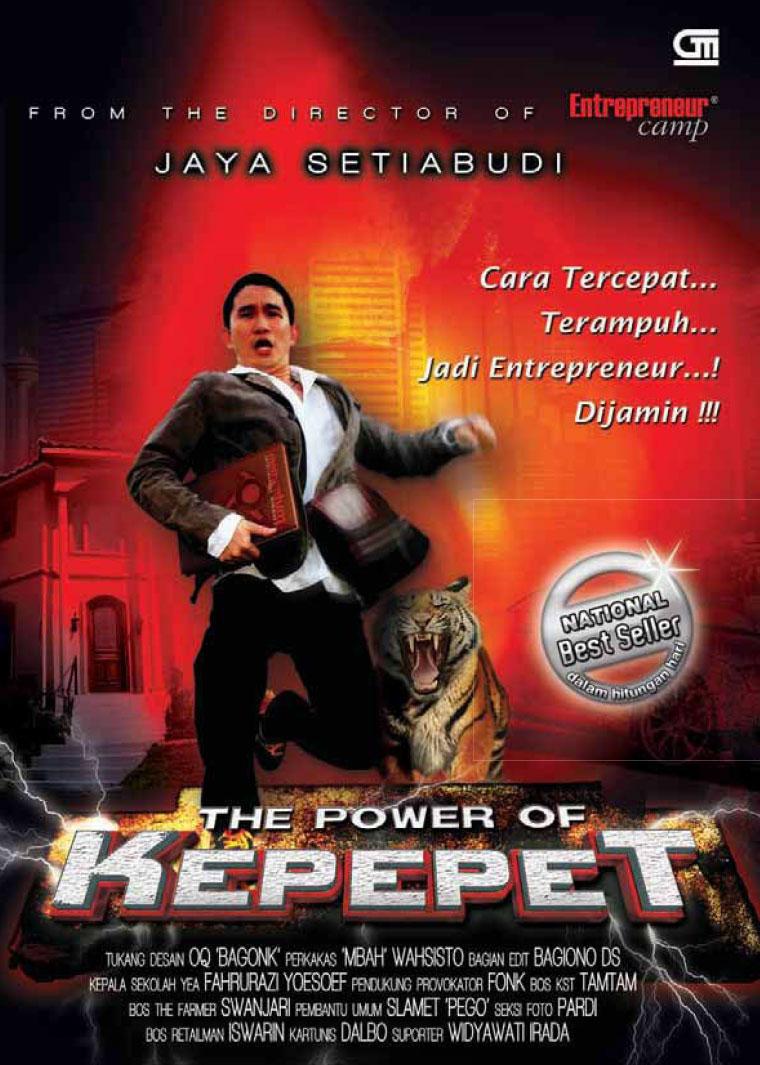 GM
FROM THE DIRECTOR OF Entrepreneur® camp
JAYA SETIABUDI
Cara Tercepat...
Terampuh...
Jadi Entrepreneur...!
Dijamin !!!
NATIONAL
Best Seller
dalam hitungan hari
THE POWER OF
KEPEPET
TUKANG DESAIN OQ 'BAGONK' PERKAKAS 'MBAH' WAHSISTO BAGIAN EDIT BAGIONO DS
KEPALA SEKOLAH YEA FAHRURAZI YOESOEF PENDUKUNG PROVOKATOR FONK BOS KST TAMTAM
BOS THE FARMER SWANJARI PEMBANTU UMUM SLAMET 'PEGO' SEKSI FOTO PARDI
BOS RETAILMAN ISWARIN KARTUNIS DALBO SUPORTER WIDYAWATI IRADA